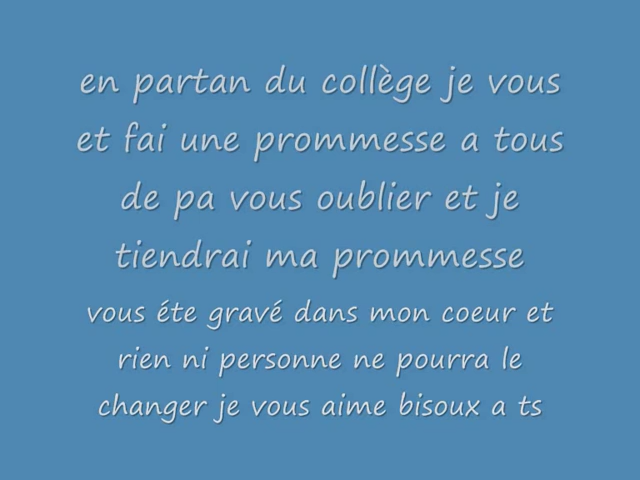 en partan du collège je vous
et fai une prommesse a tous
de pa vous oublier et je
tiendrai ma prommesse
vous éte gravé dans mon coeur et
rien ni personne ne pourra le
changer je vous aime bisoux a ts